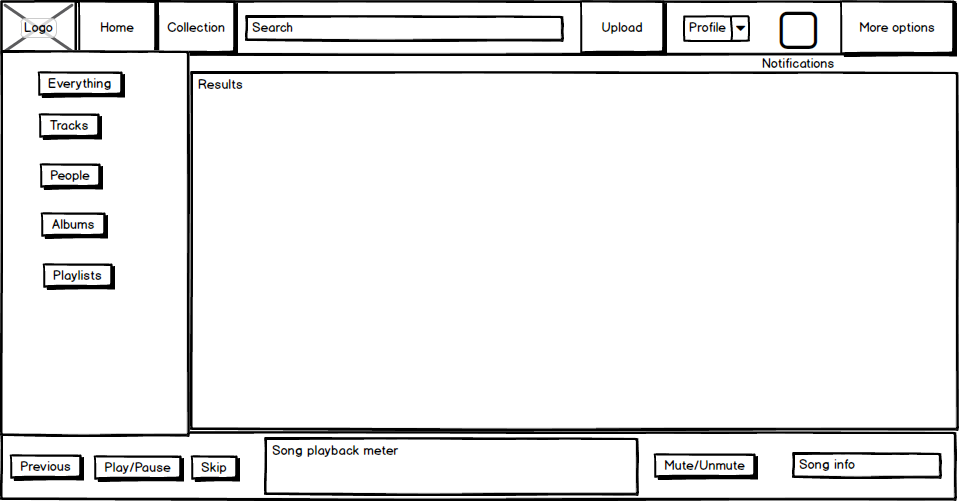 Logo
Home
Collection
Search
Upload
Profile
More options
Notifications
Everything
Tracks
People
Albums
Playlists
Results
Previous
Play/Pause
Skip
Song playback meter
Mute/Unmute
Song info